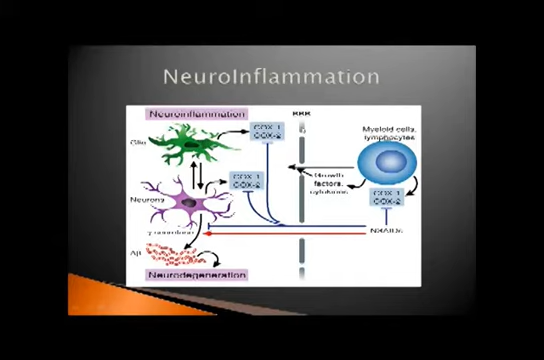 NeuroInflammation
Neuroinflammation
BBB
Glia
COX-1
COX-2
Myeloid cells,
lymphocytes
Growth
factors,
cytokines
COX-1
COX-2
COX-1
COX-2
Neurons
NSAIDs
Aβ
Neurodegeneration